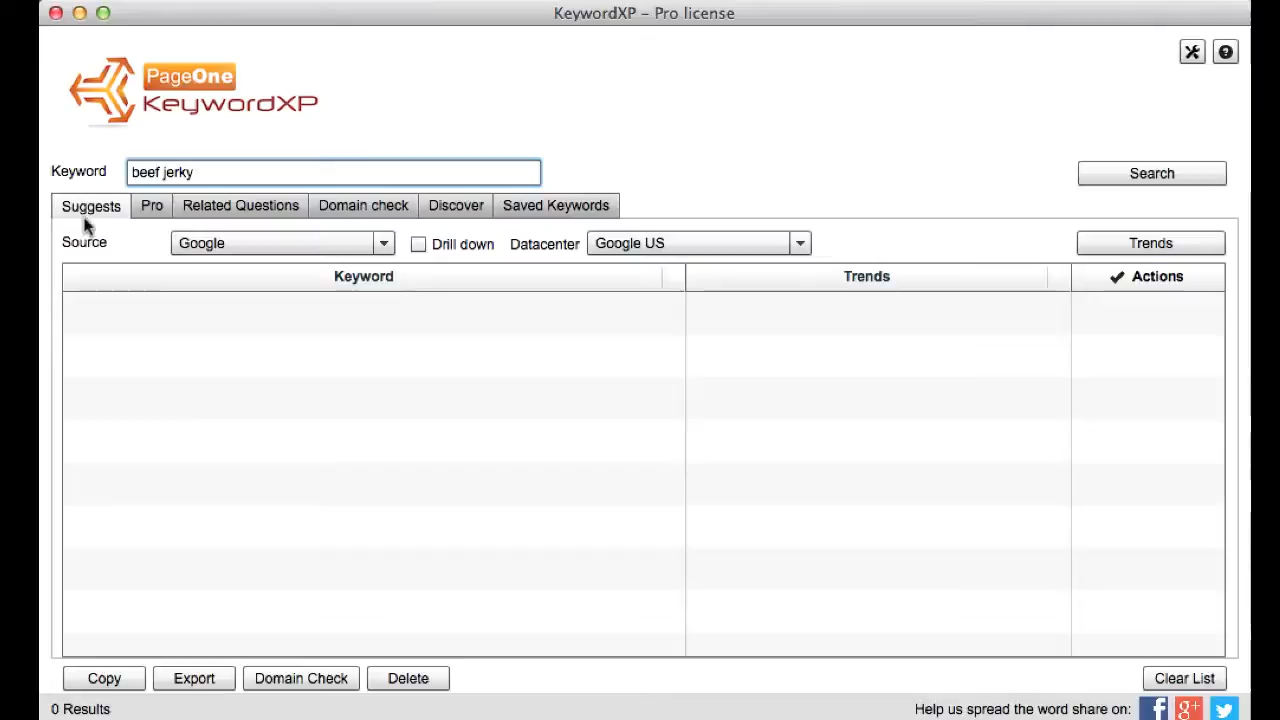 KeywordXP – Pro license
PageOne
KeywordXP
Keyword beef jerky Search
Suggests Pro Related Questions Domain check Discover Saved Keywords
Source Google Drill down Datacenter Google US Trends
Keyword Trends Actions
Copy Export Domain Check Delete Clear List
0 Results Help us spread the word share on: f g+